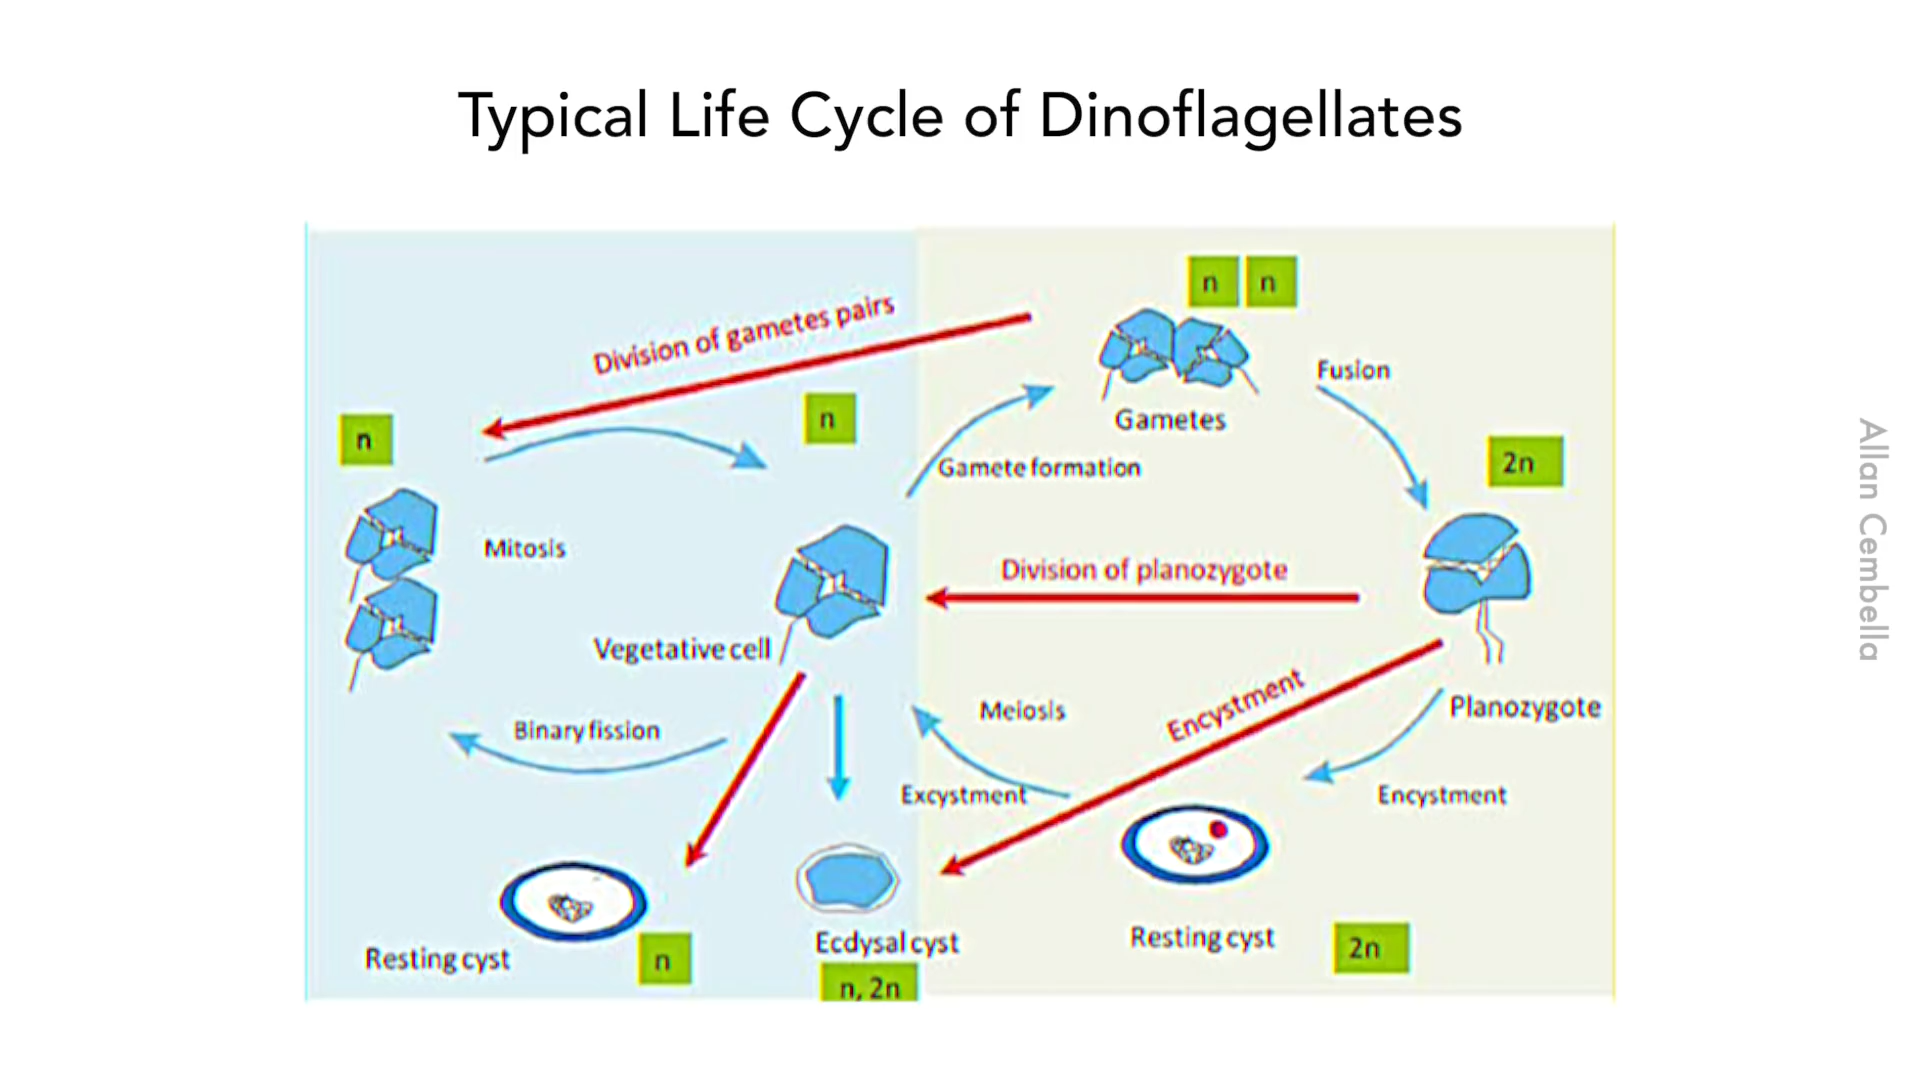 Typical Life Cycle of Dinoflagellates
n n
Division of gametes pairs
Fusion
n
n
Gametes
Gamete formation
2n
Mitosis
Division of planozygote
Vegetative cell
Encystment
Meiosis
Planozygote
Binary fission
Excystment
Encystment
Resting cyst
n
Ecdysal cyst
n, 2n
Resting cyst
2n
Allan Cembella